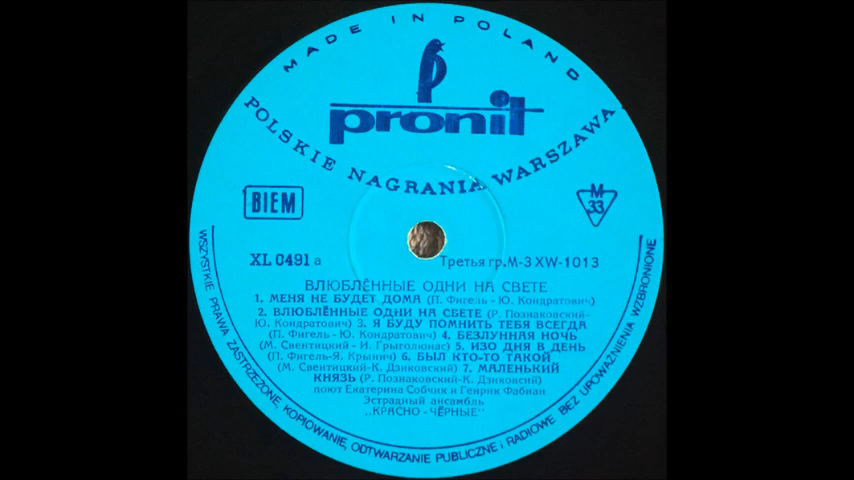 MADE IN POLAND
pronit
POLSKIE NAGRANIA WARSZAWA
BIEM
M
33
XL 0491 a
Третья гр. М-3 XW-1013
ВЛЮБЛЁННЫЕ ОДНИ НА СВЕТЕ
1. МЕНЯ НЕ БУДЕТ ДОМА (П. Фигель - Ю. Кондратович)
2. ВЛЮБЛЁННЫЕ ОДНИ НА СВЕТЕ (Р. Познаковский-
Ю. Кондратович) 3. Я БУДУ ПОМНИТЬ ТЕБЯ ВСЕГДА
(П. Фигель - Ю. Кондратович) 4. БЕЗЛУННАЯ НОЧЬ
(М. Свентицкий - И. Грыголюнас) 5. ИЗО ДНЯ В ДЕНЬ
(П. Фигель-Я. Крынич) 6. БЫЛ КТО-ТО ТАКОЙ
(М. Свентицкий-К. Дзиковский) 7. МАЛЕНЬКИЙ
КНЯЗЬ (Р. Познаковский-К. Дзиковсий)
поют Екатерина Собчик и Генрик Фабиан
Эстрадный ансамбль
„КРАСНО - ЧЁРНЫЕ"
WSZYSTKIE PRAWA ZASTRZEŻONE, KOPIOWANIE, ODTWARZANIE PUBLICZNE i RADIOWE BEZ UPOWAŻNIENIA WZBRONIONE